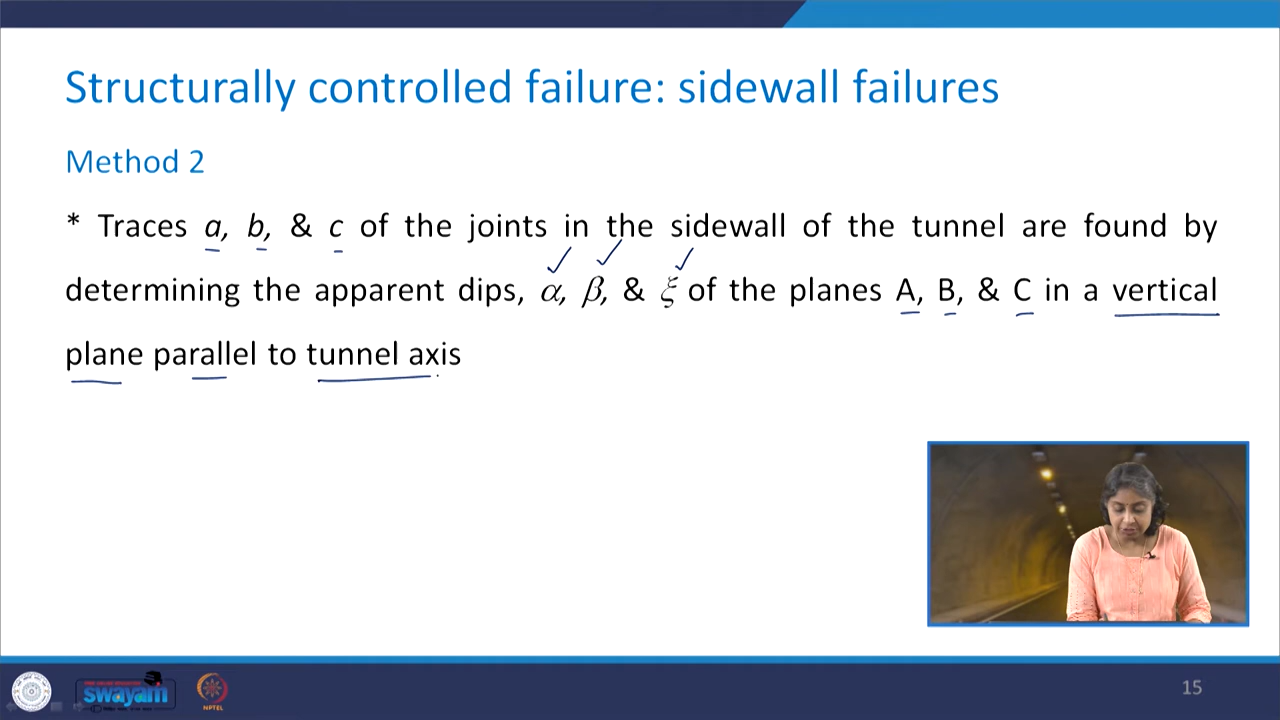 Structurally controlled failure: sidewall failures
Method 2
* Traces a, b, & c of the joints in the sidewall of the tunnel are found by
determining the apparent dips, α, β, & ξ of the planes A, B, & C in a vertical
plane parallel to tunnel axis
swayam
NPTEL
15